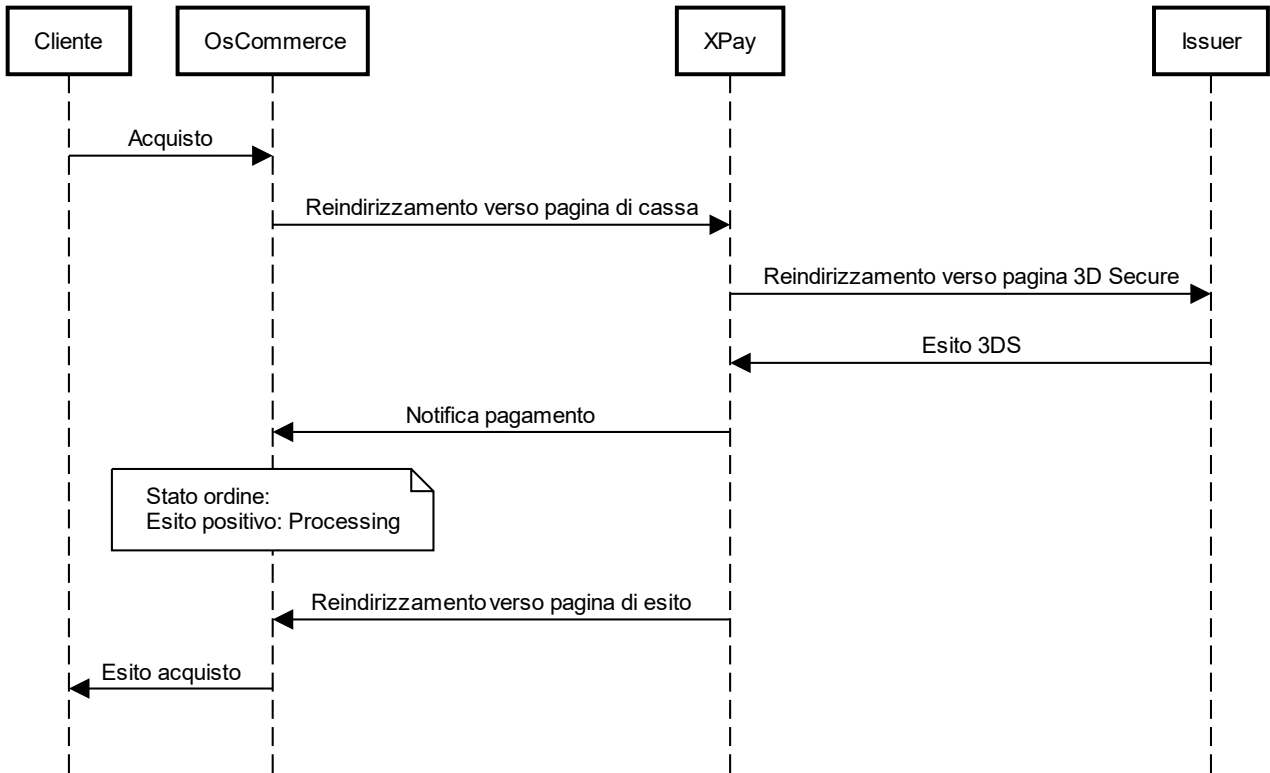 Cliente
OsCommerce
XPay
Issuer
Acquisto
Reindirizzamento verso pagina di cassa
Reindirizzamento verso pagina 3D Secure
Esito 3DS
Notifica pagamento
Stato ordine:
Esito positivo: Processing
Reindirizzamento verso pagina di esito
Esito acquisto